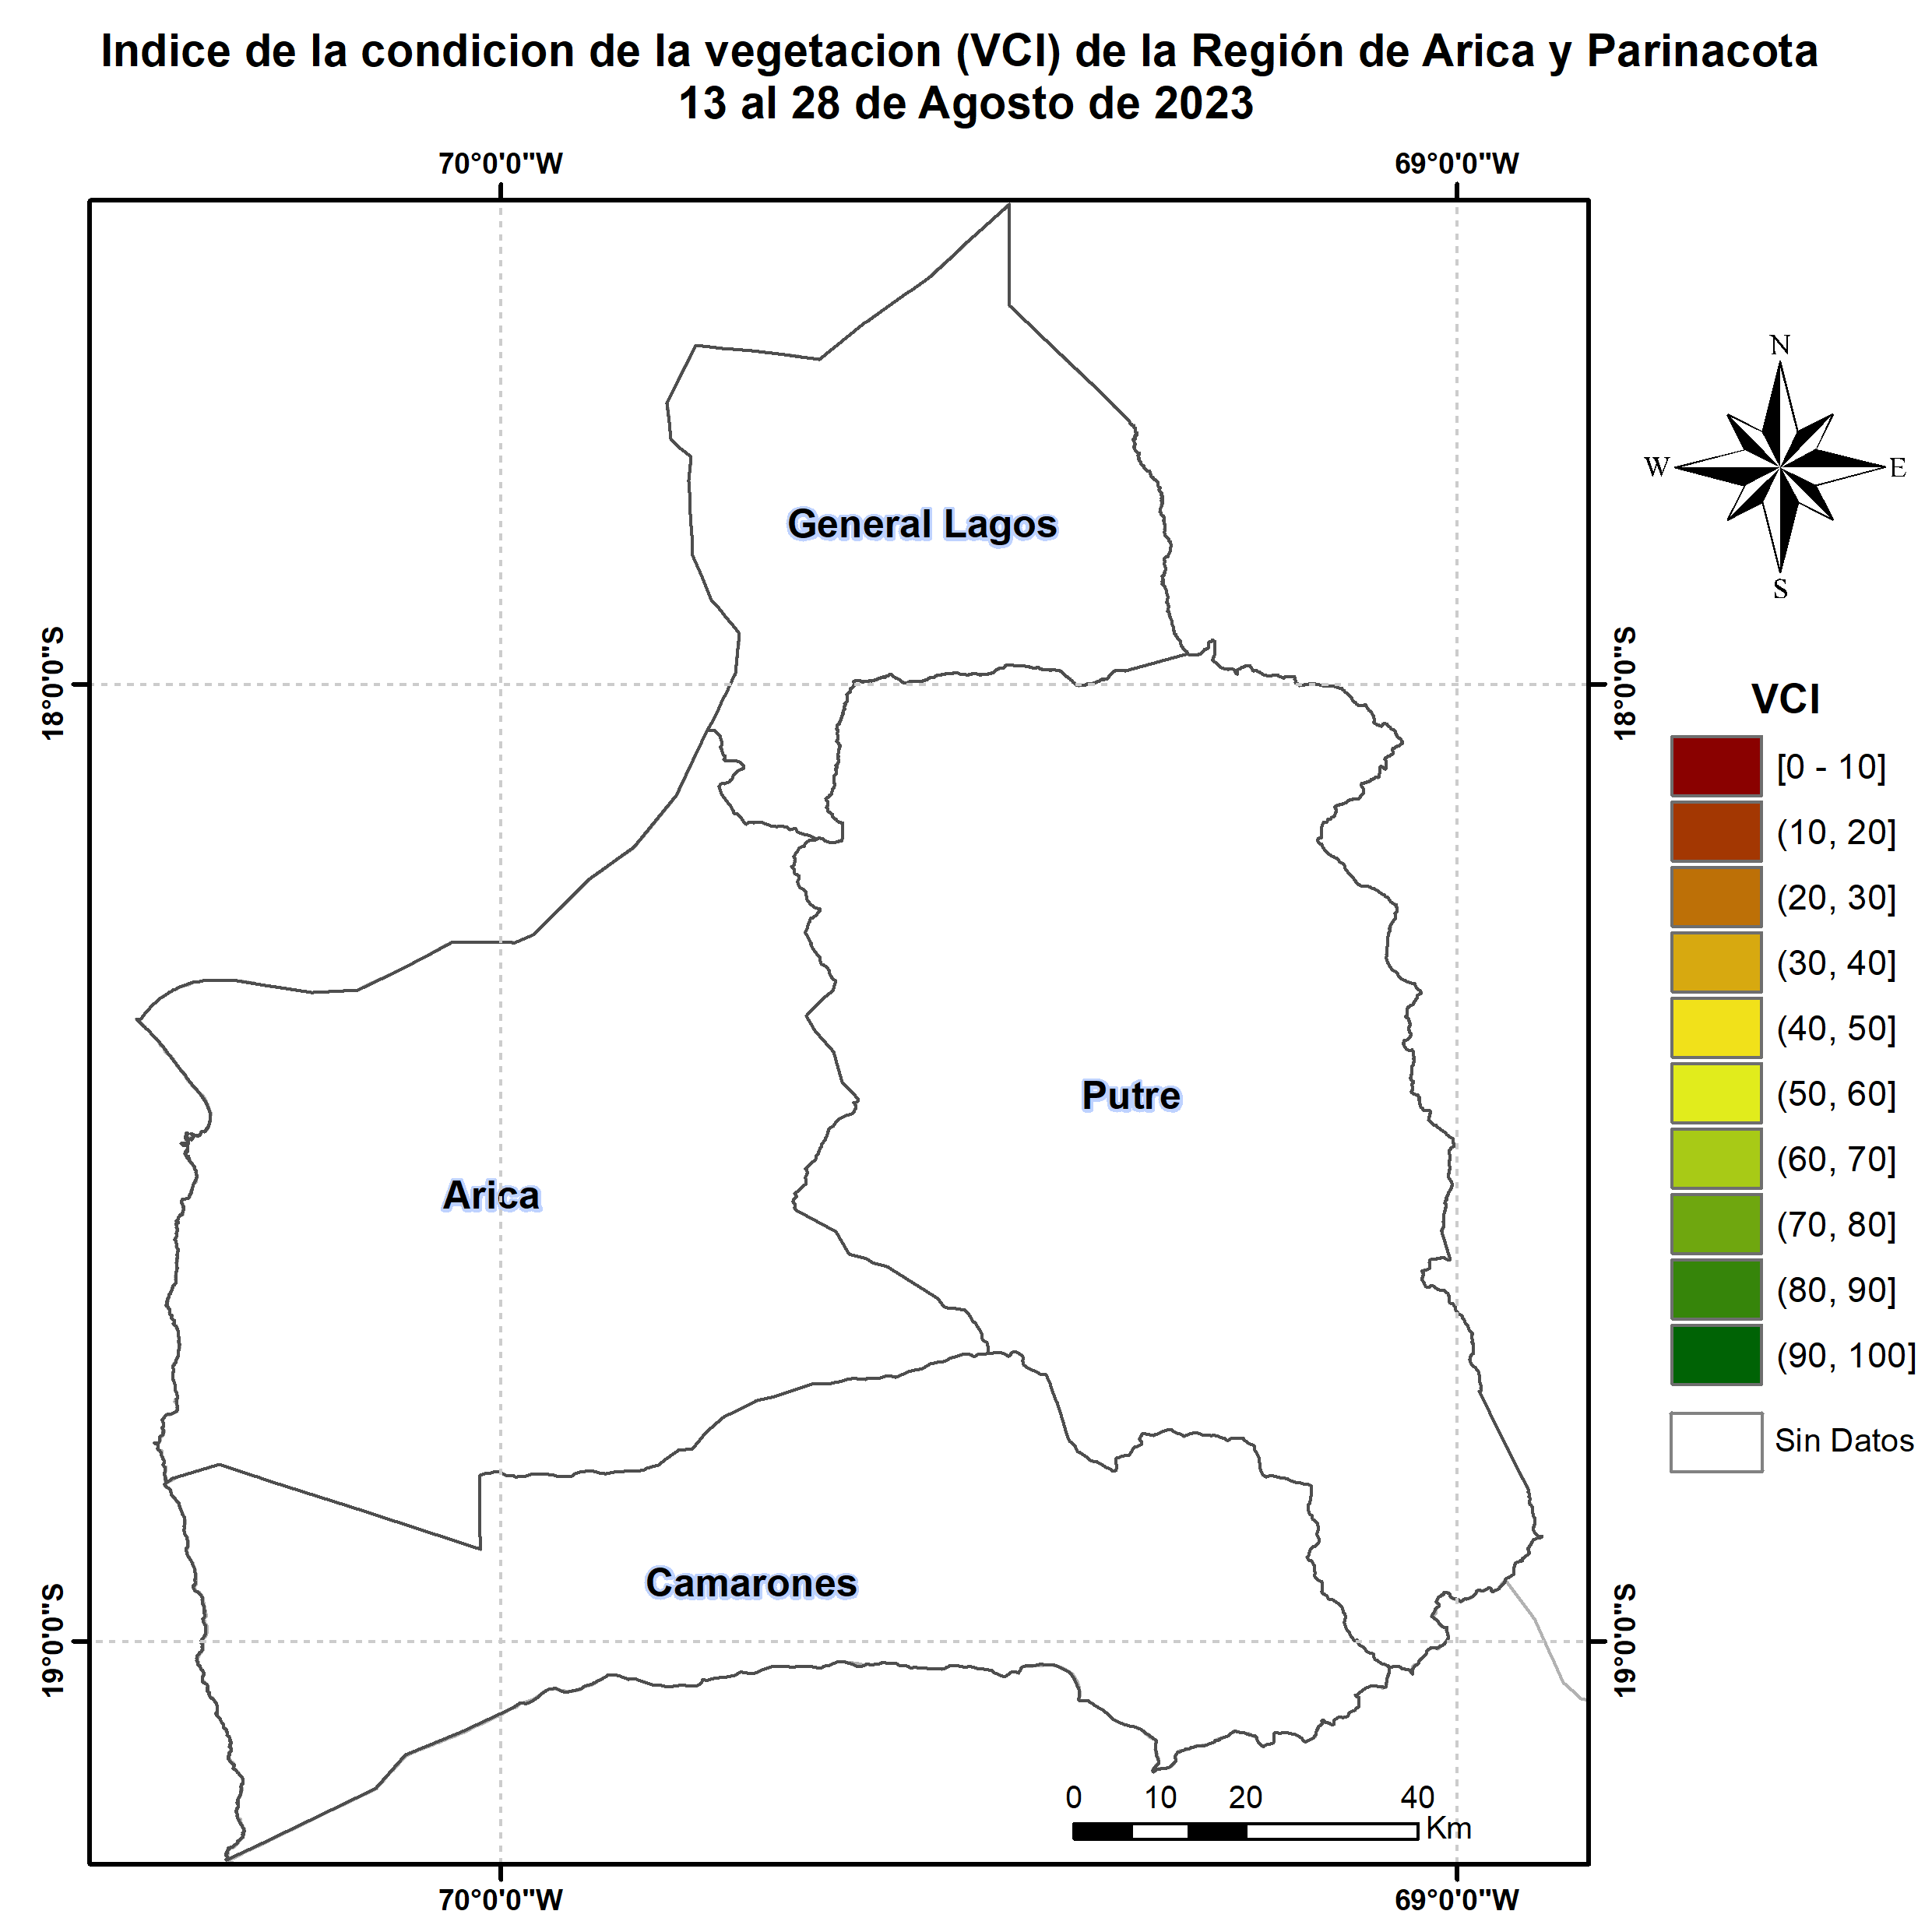 Indice de la condicion de la vegetacion (VCI) de la Región de Arica y Parinacota
13 al 28 de Agosto de 2023
70°0'0"W
69°0'0"W
N
W
E
S
General Lagos
18°0'0"S
18°0'0"S
VCI
[0 - 10]
(10, 20]
(20, 30]
(30, 40]
(40, 50]
(50, 60]
(60, 70]
(70, 80]
(80, 90]
(90, 100]
Sin Datos
Putre
Arica
Camarones
19°0'0"S
19°0'0"S
0 10 20 40
Km
70°0'0"W
69°0'0"W